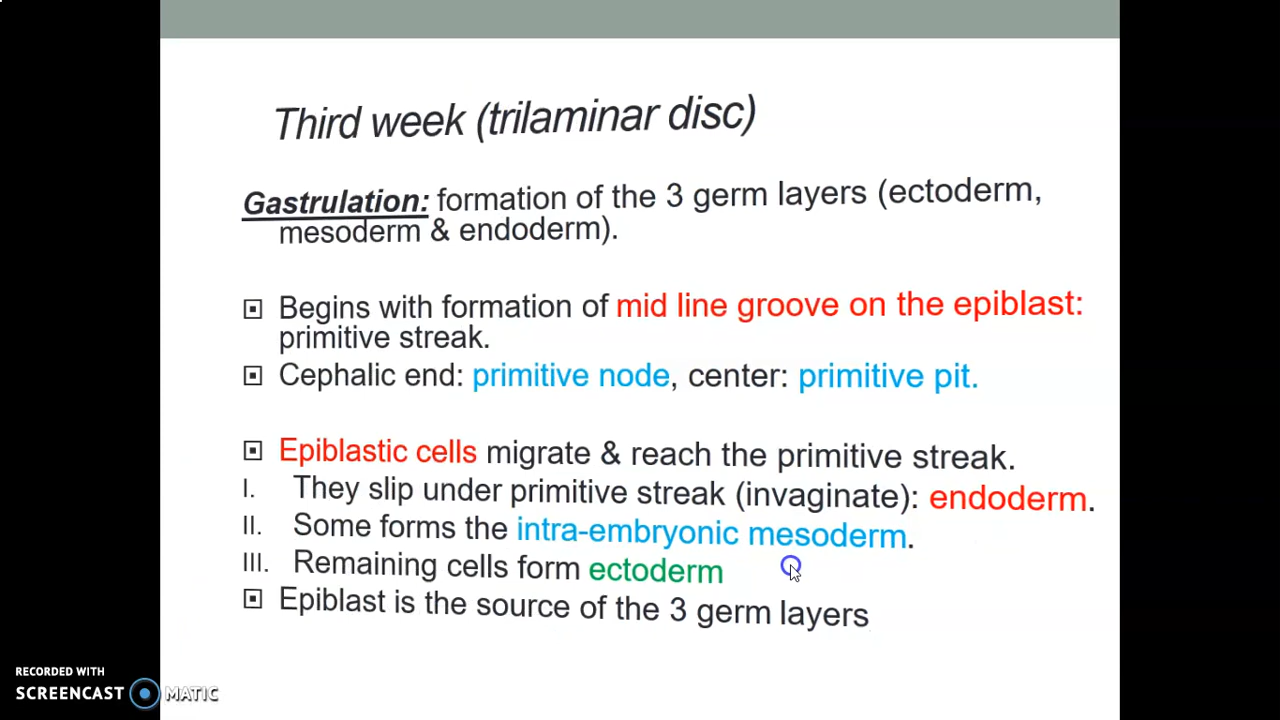 Third week (trilaminar disc)
Gastrulation: formation of the 3 germ layers (ectoderm,
mesoderm & endoderm).
Begins with formation of mid line groove on the epiblast:
primitive streak.
Cephalic end: primitive node, center: primitive pit.
Epiblastic cells migrate & reach the primitive streak.
I. They slip under primitive streak (invaginate): endoderm.
II. Some forms the intra-embryonic mesoderm.
III. Remaining cells form ectoderm
Epiblast is the source of the 3 germ layers
RECORDED WITH
SCREENCAST MATIC